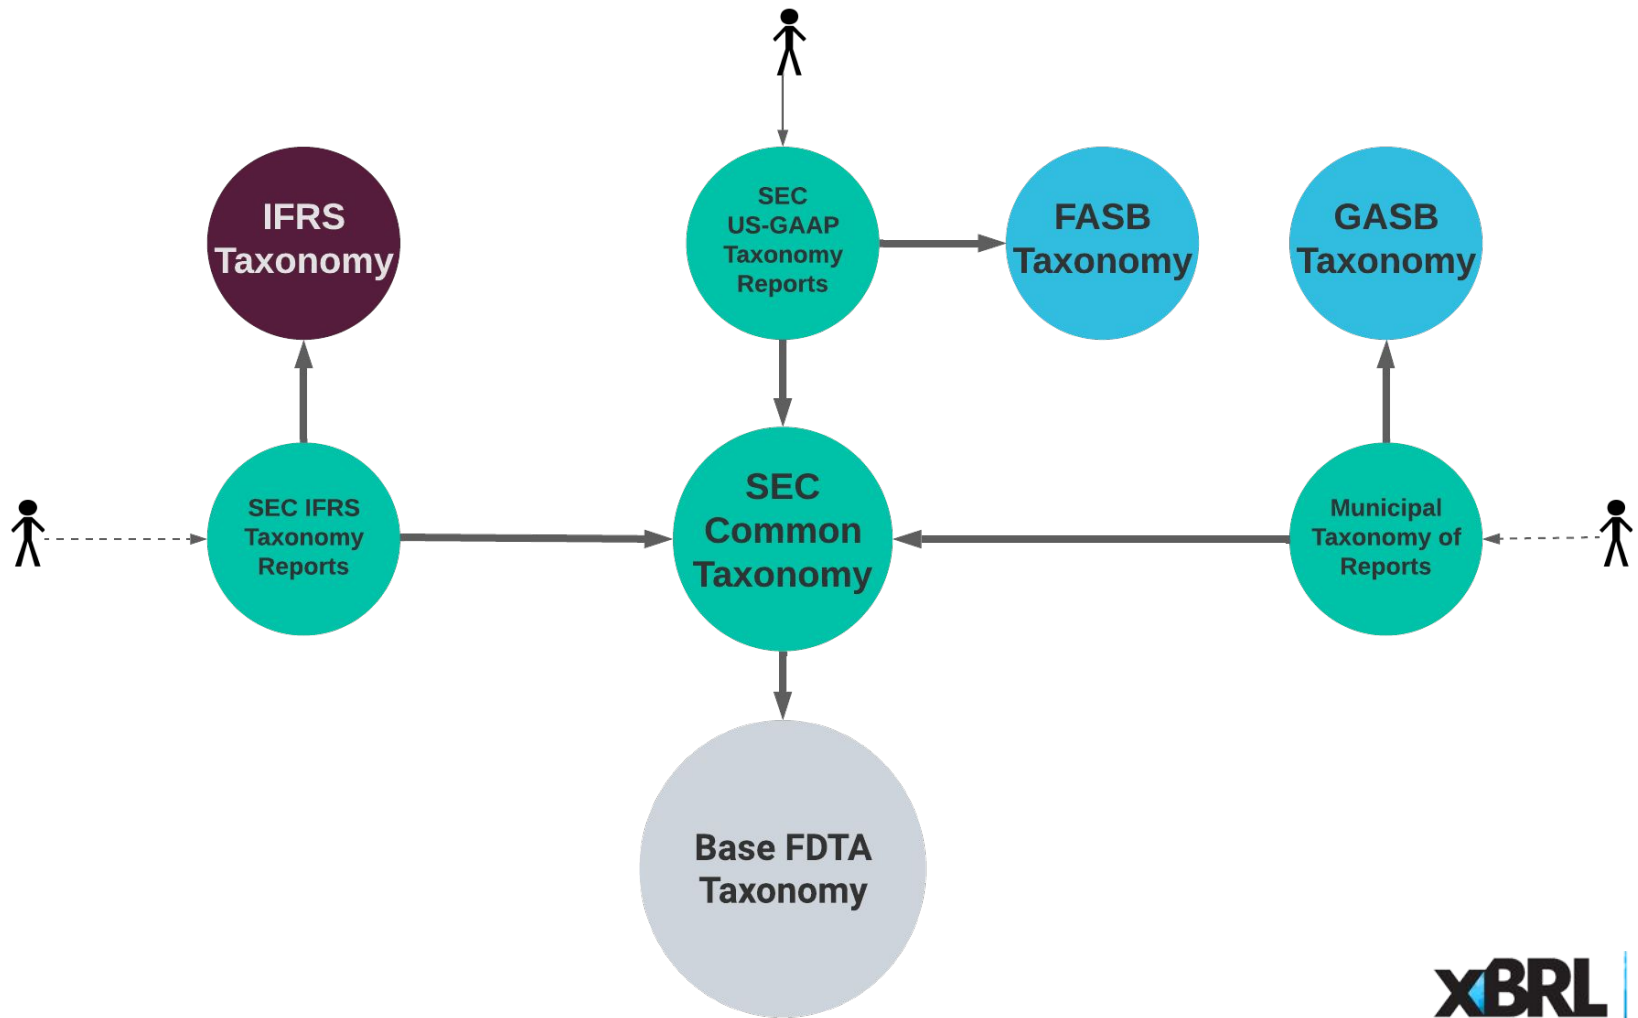 IFRS
Taxonomy
SEC
US-GAAP
Taxonomy
Reports
FASB
Taxonomy
GASB
Taxonomy
SEC IFRS
Taxonomy
Reports
SEC
Common
Taxonomy
Municipal
Taxonomy of
Reports
Base FDTA
Taxonomy
XBRL